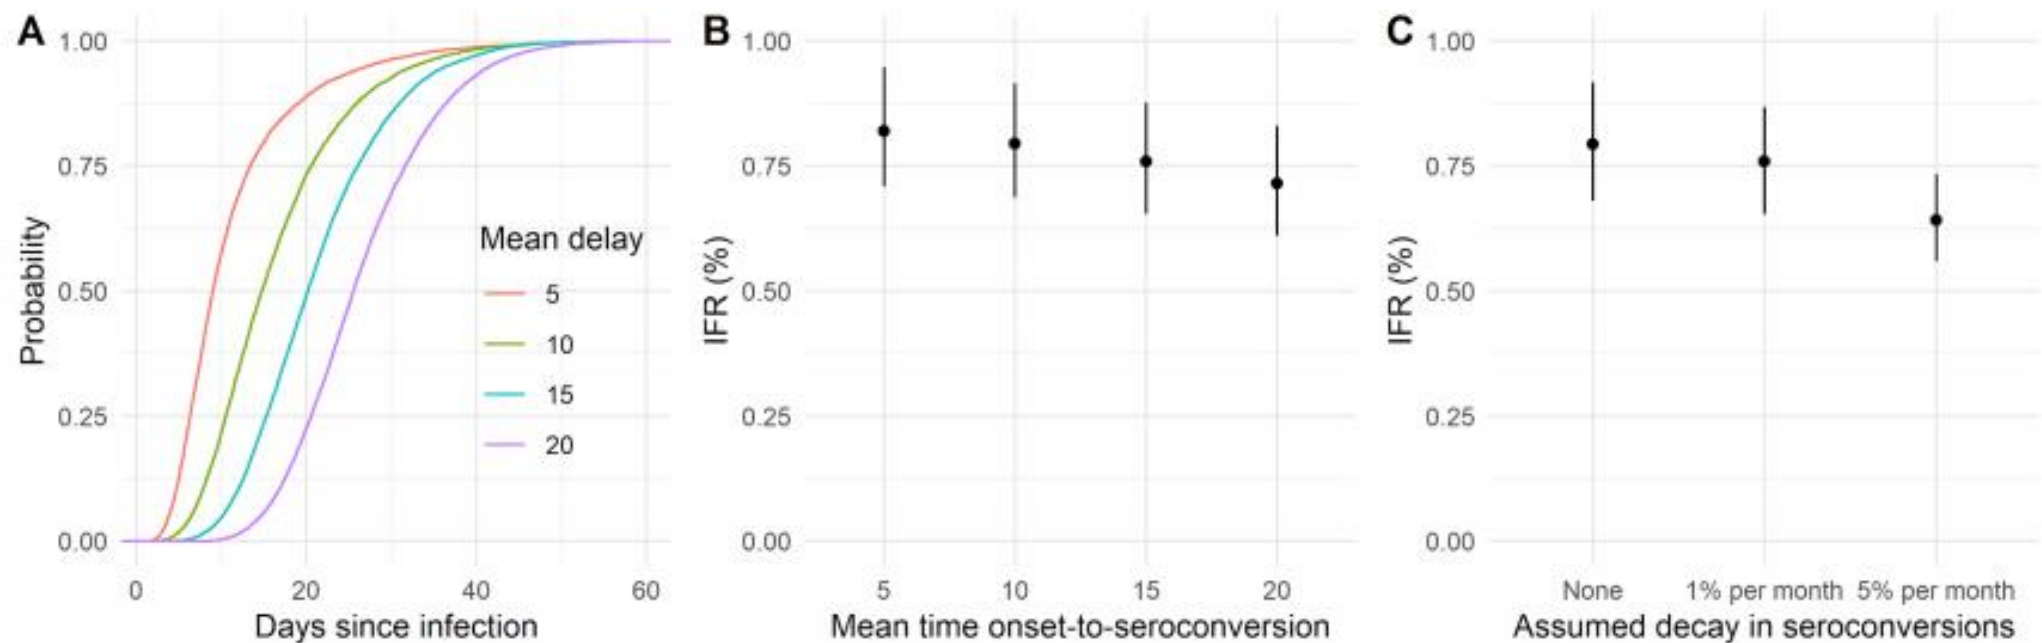 A
1.00
0.75
0.50
0.25
0.00
Probability
0 20 40 60
Days since infection
Mean delay
5
10
15
20
B
1.00
0.75
0.50
0.25
0.00
IFR (%)
5 10 15 20
Mean time onset-to-seroconversion
C
1.00
0.75
0.50
0.25
0.00
IFR (%)
None 1% per month 5% per month
Assumed decay in seroconversions